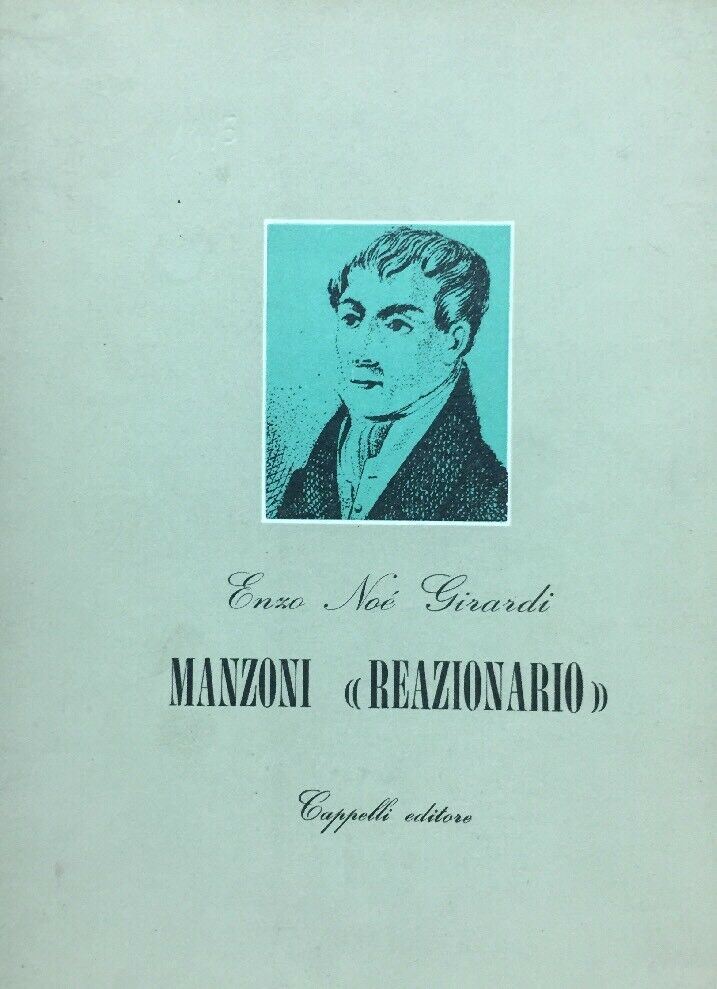 Enzo Noé Girardi
MANZONI «REAZIONARIO»
Cappelli editore